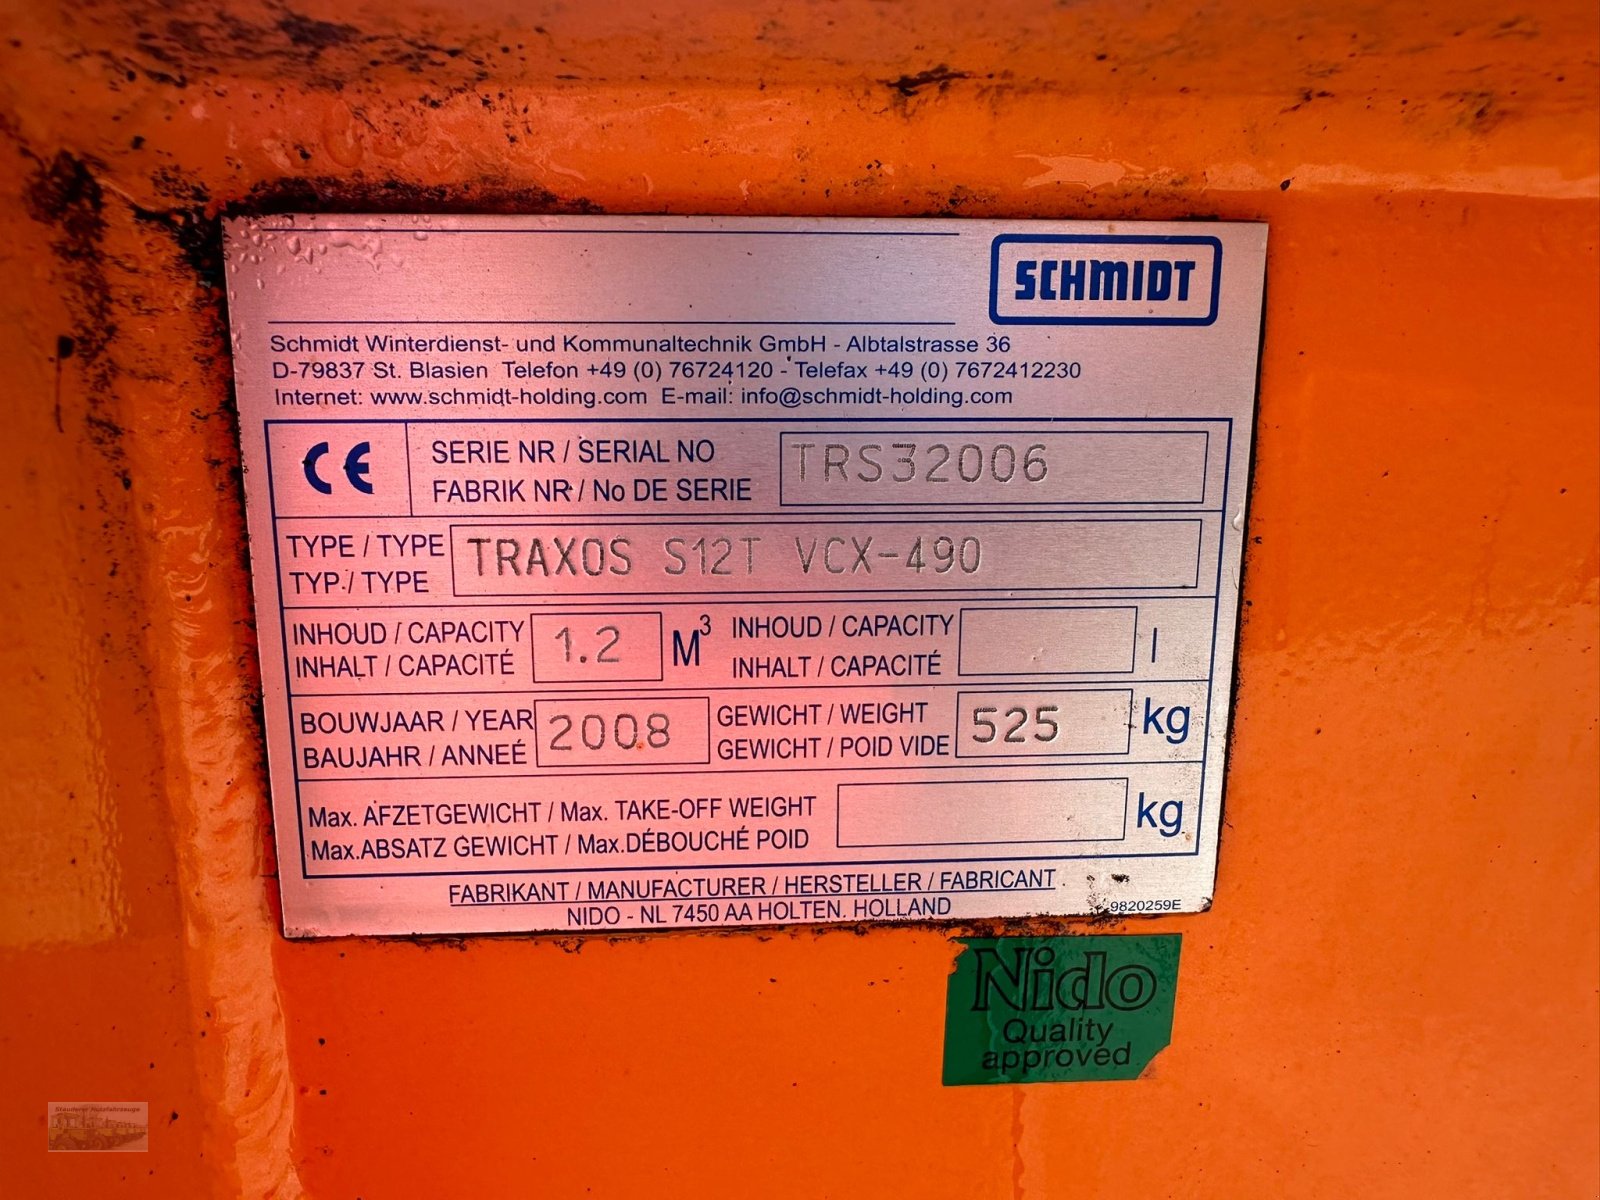 SCHMIDT
Schmidt Winterdienst- und Kommunaltechnik GmbH - Albtalstrasse 36
D-79837 St. Blasien Telefon +49 (0) 76724120 - Telefax +49 (0) 7672412230
Internet: www.schmidt-holding.com E-mail: info@schmidt-holding.com
CE
SERIE NR / SERIAL NO
FABRIK NR / No DE SERIE
TRS32006
TYPE / TYPE
TYP / TYPE
TRAXOS S12T VCX-490
INHOUD / CAPACITY
INHALT / CAPACITÉ
1.2
M³
INHOUD / CAPACITY
INHALT / CAPACITÉ
l
BOUWJAAR / YEAR
BAUJAHR / ANNEÉ
2008
GEWICHT / WEIGHT
GEWICHT / POID VIDE
525
kg
Max. AFZETGEWICHT / Max. TAKE-OFF WEIGHT
Max.ABSATZ GEWICHT / Max.DÉBOUCHÉ POID
kg
FABRIKANT / MANUFACTURER / HERSTELLER / FABRICANT
NIDO - NL 7450 AA HOLTEN. HOLLAND
9820259E
Nido
Quality
approved
Stauderer Nutzfahrzeuge